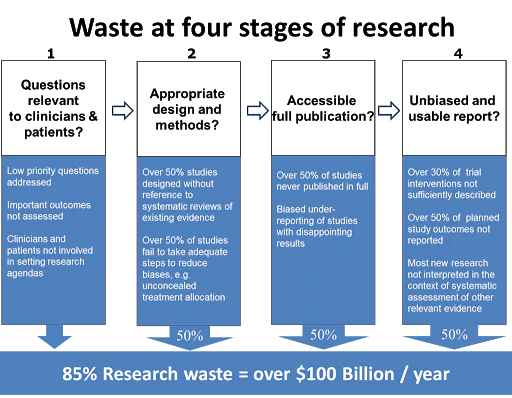 Waste at four stages of research
1
2
3
4
Questions
relevant
to clinicians &
patients?
Appropriate
design and
methods?
Accessible
full publication?
Unbiased and
usable report?
Low priority questions
addressed
Important outcomes
not assessed
Clinicians and
patients not involved
in setting research
agendas
Over 50% studies
designed without
reference to
systematic reviews of
existing evidence
Over 50% of studies
fail to take adequate
steps to reduce
biases, e.g.
unconcealed
treatment allocation
Over 50% of studies
never published in full
Biased under-
reporting of studies
with disappointing
results
Over 30% of trial
interventions not
sufficiently described
Over 50% of planned
study outcomes not
reported
Most new research
not interpreted in the
context of systematic
assessment of other
relevant evidence
50%
50%
50%
85% Research waste = over $100 Billion / year